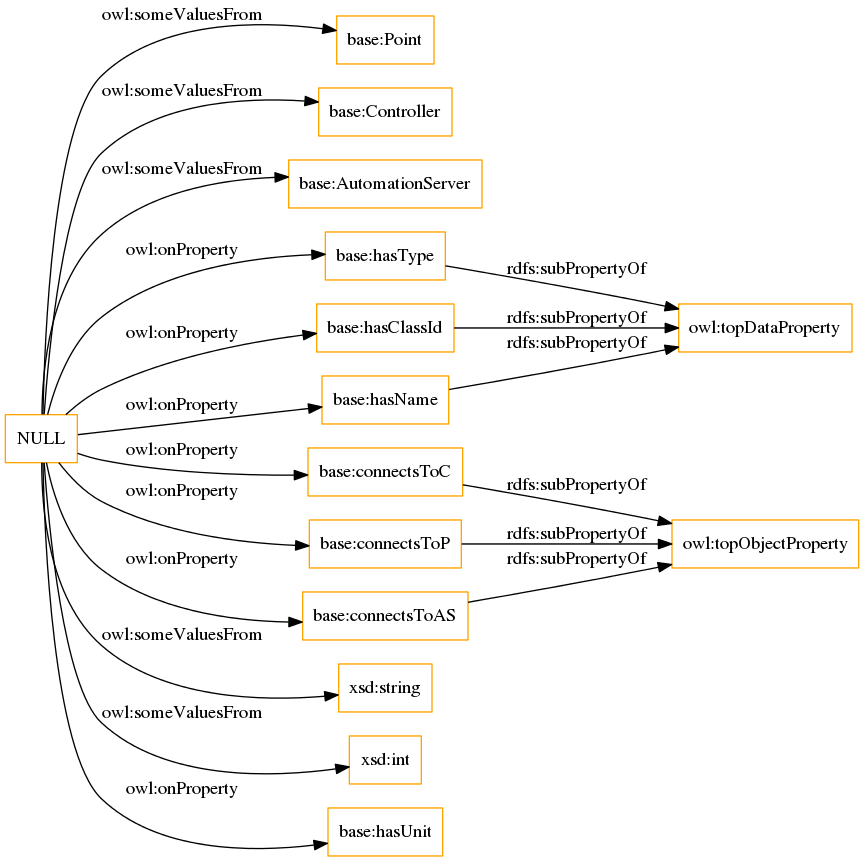 owl:someValuesFrom
base:Point
owl:someValuesFrom
base:Controller
owl:someValuesFrom
base:AutomationServer
owl:onProperty
base:hasType
rdfs:subPropertyOf
owl:onProperty
base:hasClassId
rdfs:subPropertyOf
owl:topDataProperty
rdfs:subPropertyOf
owl:onProperty
base:hasName
NULL
owl:onProperty
base:connectsToC
rdfs:subPropertyOf
owl:onProperty
base:connectsToP
rdfs:subPropertyOf
owl:topObjectProperty
owl:onProperty
rdfs:subPropertyOf
base:connectsToAS
owl:someValuesFrom
xsd:string
owl:someValuesFrom
xsd:int
owl:onProperty
base:hasUnit